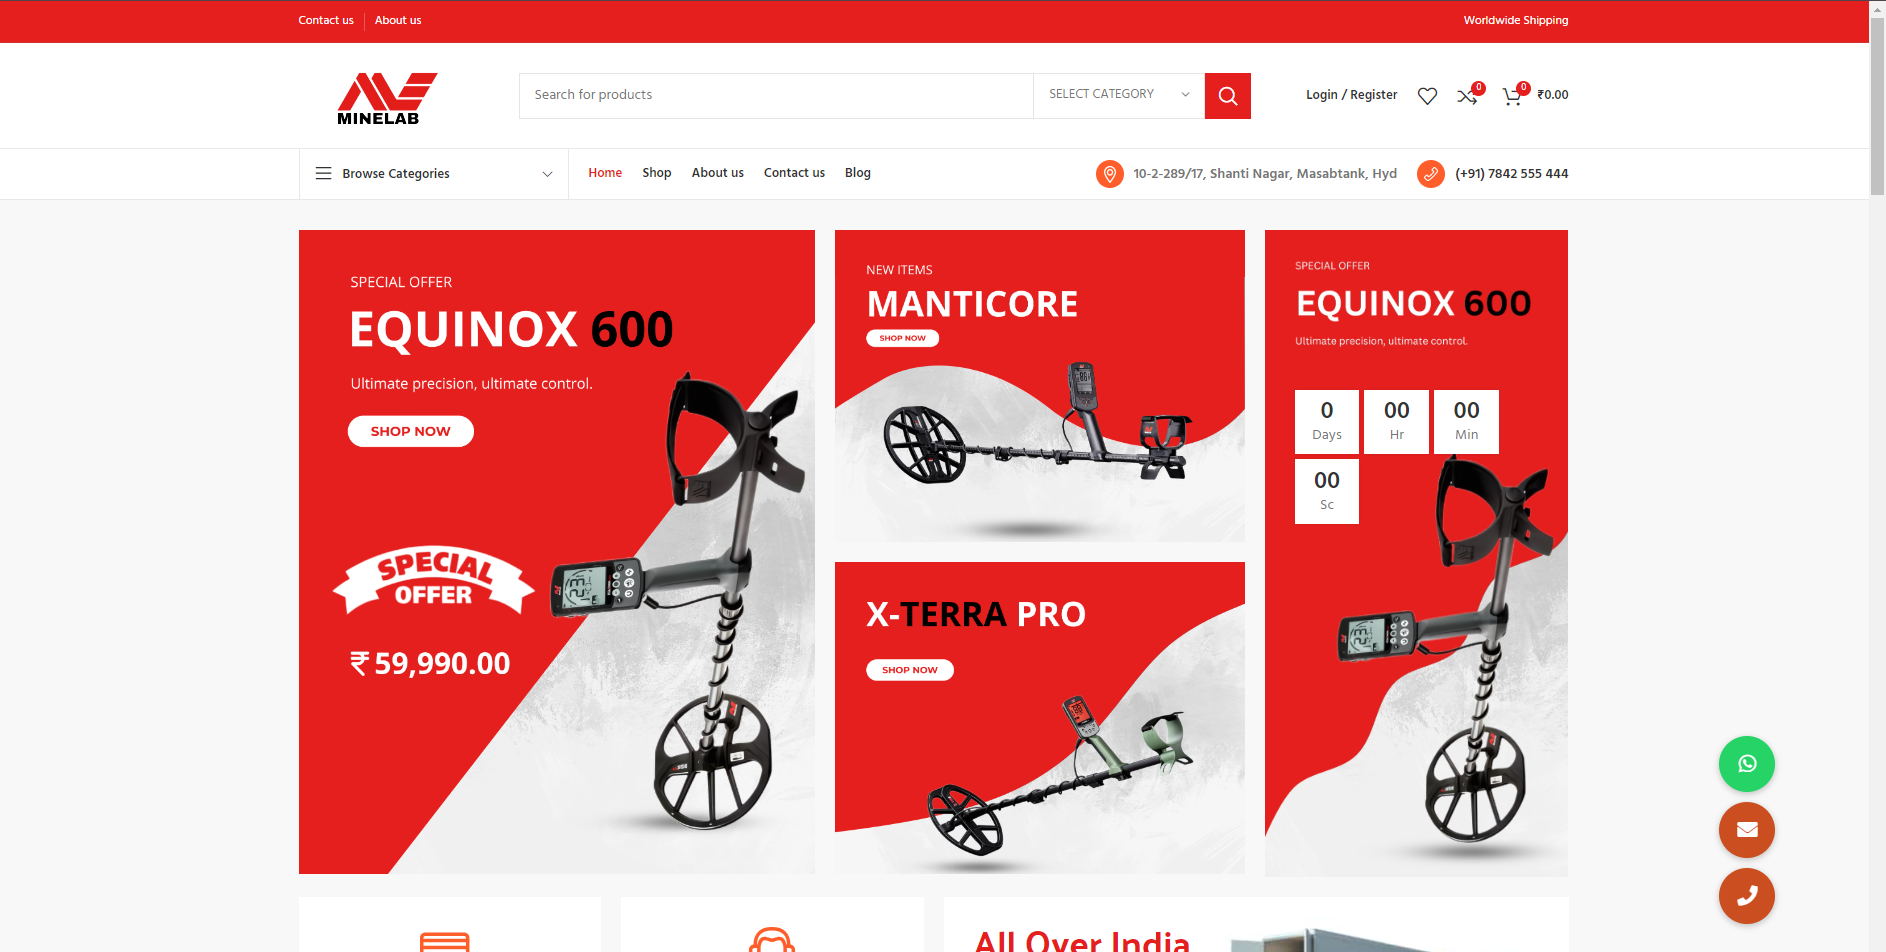 Contact us
About us
Worldwide Shipping
MINELAB
Search for products
SELECT CATEGORY
Login / Register
0
0
₹0.00
Browse Categories
Home
Shop
About us
Contact us
Blog
10-2-289/17, Shanti Nagar, Masabtank, Hyd
(+91) 7842 555 444
SPECIAL OFFER
EQUINOX 600
Ultimate precision, ultimate control.
SHOP NOW
SPECIAL
OFFER
₹ 59,990.00
NEW ITEMS
MANTICORE
SHOP NOW
X-TERRA PRO
SHOP NOW
SPECIAL OFFER
EQUINOX 600
Ultimate precision, ultimate control.
0
Days
00
Hr
00
Min
00
Sc
All Over India